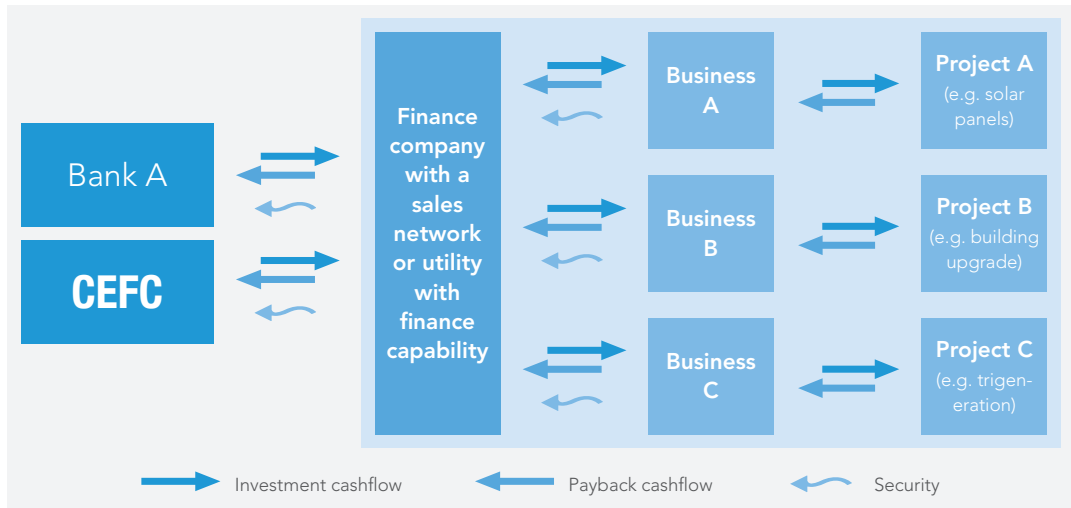 Bank A
CEFC
Finance
company
with a
sales
network
or utility
with
finance
capability
Business
A
Project A
(e.g. solar
panels)
Business
B
Project B
(e.g. building
upgrade)
Business
C
Project C
(e.g. trigen-
eration)
Investment cashflow
Payback cashflow
Security